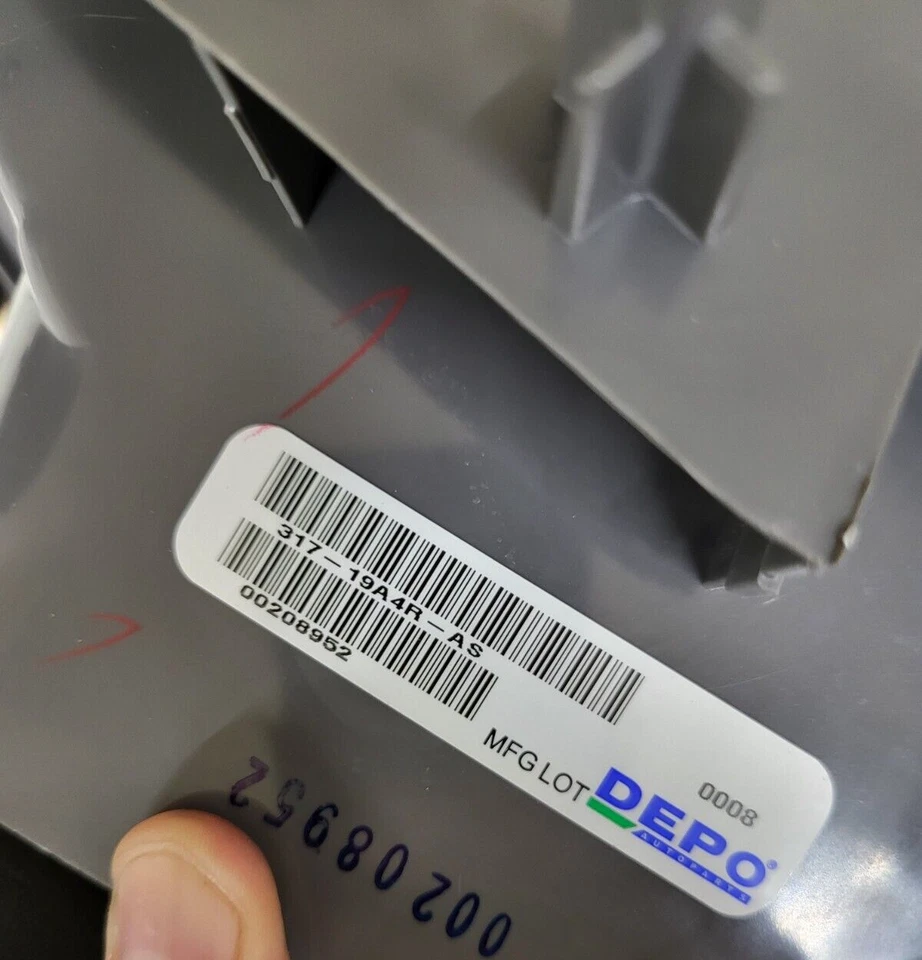 317-19A4R-AS
00208952
MFG LOT
0008
DEPO®
AUTO PARTS
00208952